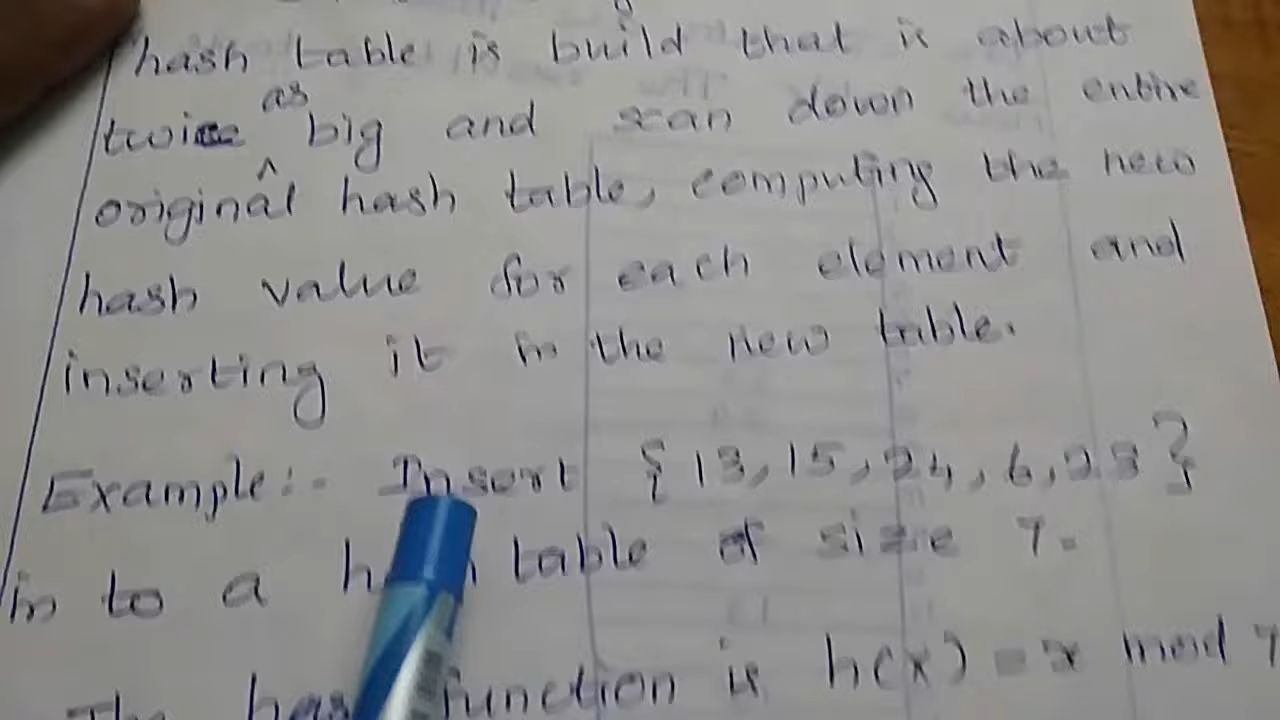 hash table is build that is about
twice as big and scan down the entire
original hash table, computing the new
hash value for each element and
inserting it in the new table.
Example:- Insert {13, 15, 24, 6, 23}
in to a table of size 7.
The function is h(x) = x mod 7